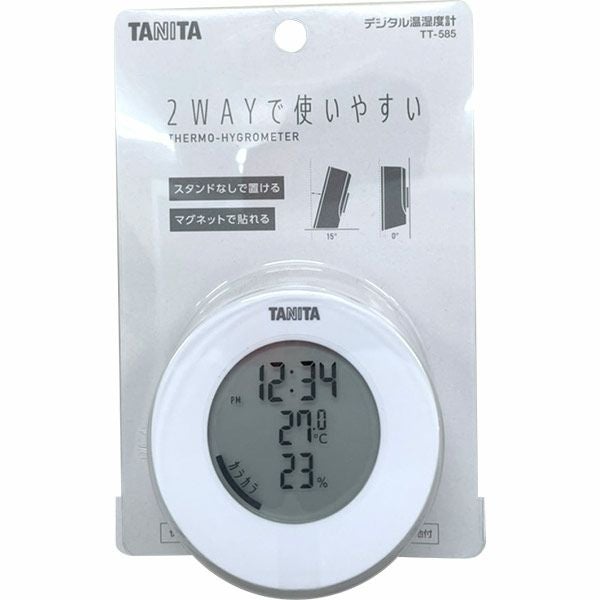 TANITA
デジタル温湿度計
TT-585
2WAYで使いやすい
THERMO-HYGROMETER
スタンドなしで置ける
マグネットで貼れる
15°
0°
TANITA
12:34
PM
27.0
°C
23%
カラカラ